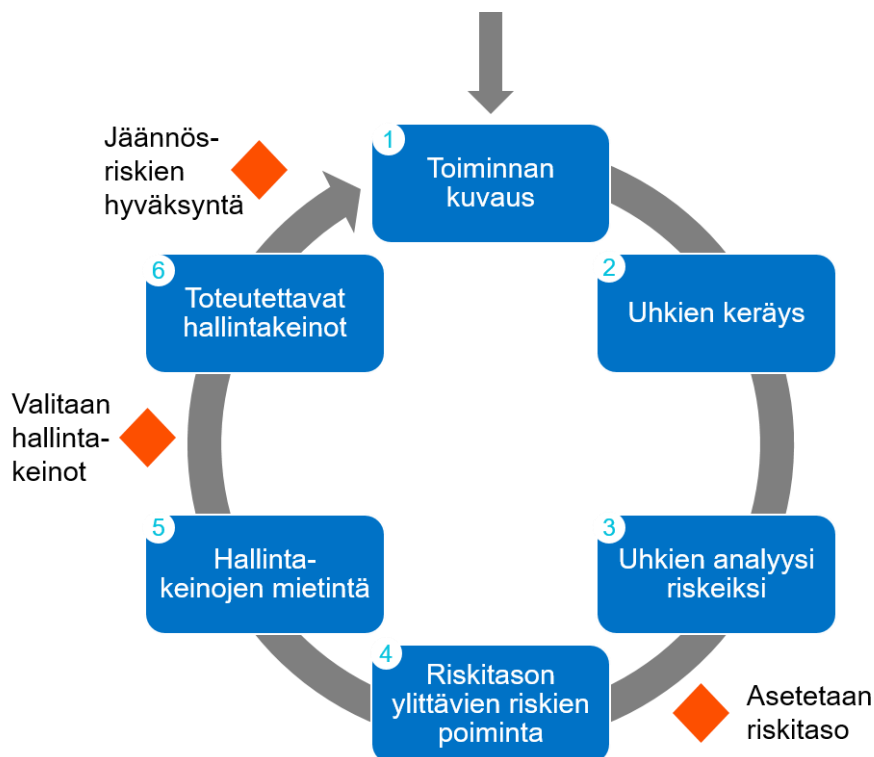 1
Toiminnan
kuvaus
2
Uhkien keräys
3
Uhkien analyysi
riskeiksi
Asetetaan
riskitaso
4
Riskitason
ylittävien riskien
poiminta
5
Hallinta-
keinojen mietintä
Valitaan
hallinta-
keinot
6
Toteutettavat
hallintakeinot
Jäännös-
riskien
hyväksyntä